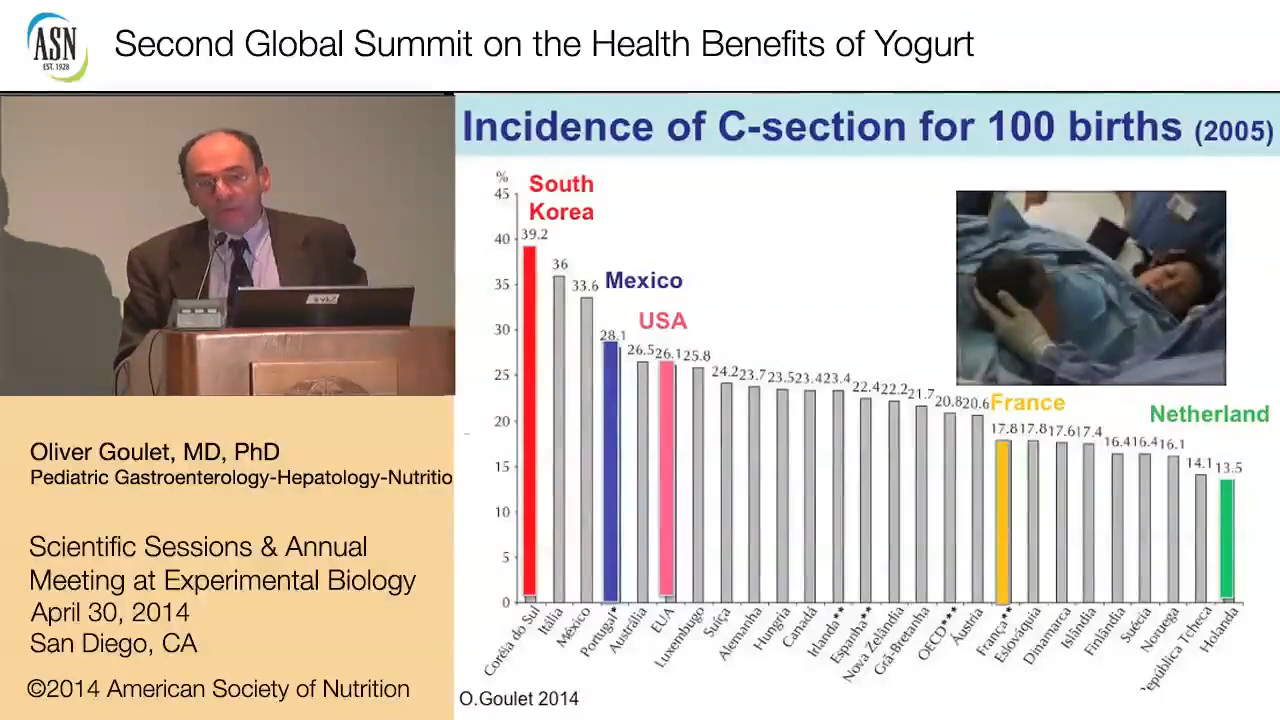 ASN
EST. 1928
Second Global Summit on the Health Benefits of Yogurt
Incidence of C-section for 100 births (2005)
%
45
40
35
30
25
20
15
10
5
0
South
Korea
Mexico
USA
France
Netherland
39.2
36
33.6
28.1
26.5
26.1
25.8
24.2
23.7
23.5
23.4
23.4
22.4
22.2
21.7
20.8
20.6
17.8
17.8
17.6
17.4
16.4
16.4
16.1
14.1
13.5
Coréia do Sul
Itália
México
Portugal*
Austrália
EUA
Luxemburgo
Suíça
Alemanha
Hungria
Canadá
Irlanda**
Espanha**
Nova Zelândia
Grã-Bretanha
OECD***
Áustria
França**
Eslováquia
Dinamarca
Islândia
Finlândia
Suécia
Noruega
República Tcheca
Holanda
O.Goulet 2014
Oliver Goulet, MD, PhD
Pediatric Gastroenterology-Hepatology-Nutritio
Scientific Sessions & Annual
Meeting at Experimental Biology
April 30, 2014
San Diego, CA
©2014 American Society of Nutrition